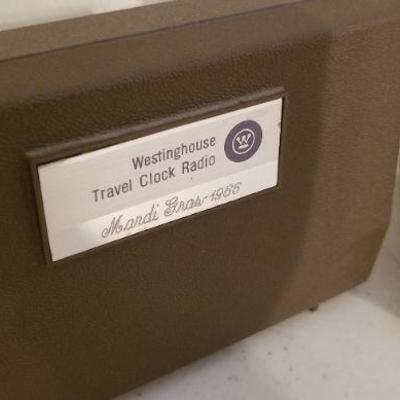 Westinghouse
Travel Clock Radio
W
Mardi Gras-1966